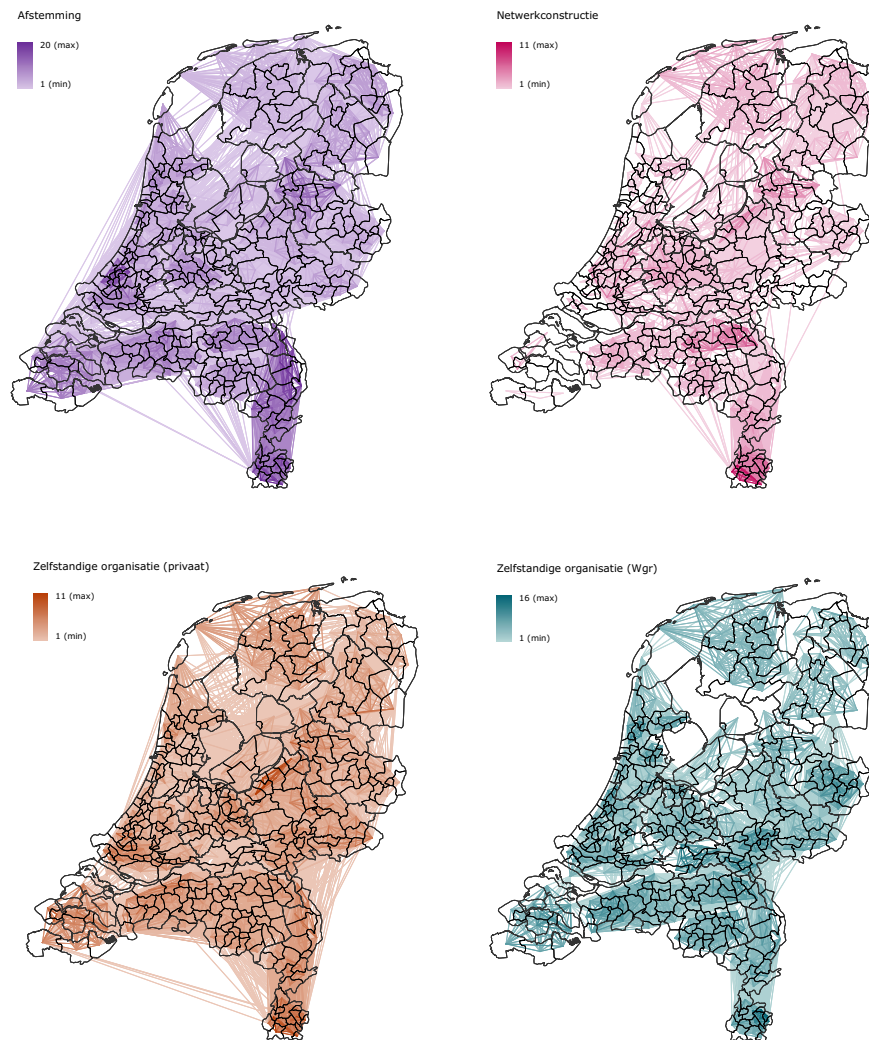 Afstemming
20 (max)
1 (min)
Netwerkconstructie
11 (max)
1 (min)
Zelfstandige organisatie (privaat)
11 (max)
1 (min)
Zelfstandige organisatie (Wgr)
16 (max)
1 (min)